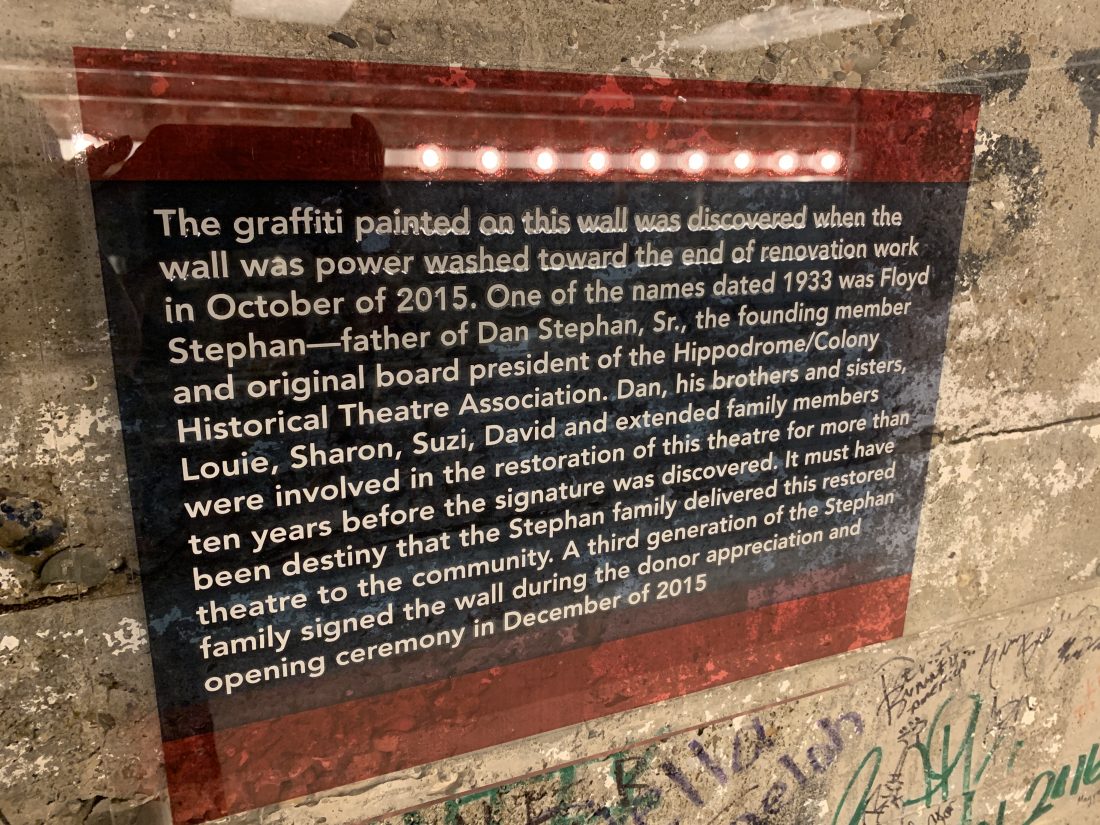 The graffiti painted on this wall was discovered when the
wall was power washed toward the end of renovation work
in October of 2015. One of the names dated 1933 was Floyd
Stephan—father of Dan Stephan, Sr., the founding member
and original board president of the Hippodrome/Colony
Historical Theatre Association. Dan, his brothers and sisters,
Louie, Sharon, Suzi, David and extended family members
were involved in the restoration of this theatre for more than
ten years before the signature was discovered. It must have
been destiny that the Stephan family delivered this restored
theatre to the community. A third generation of the Stephan
family signed the wall during the donor appreciation and
opening ceremony in December of 2015
2016